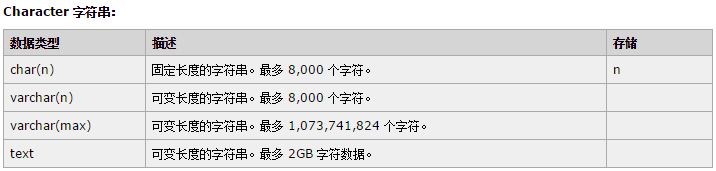 Character 字符串：
数据类型 描述 存储
char(n) 固定长度的字符串。最多 8,000 个字符。 n
varchar(n) 可变长度的字符串。最多 8,000 个字符。
varchar(max) 可变长度的字符串。最多 1,073,741,824 个字符。
text 可变长度的字符串。最多 2GB 字符数据。